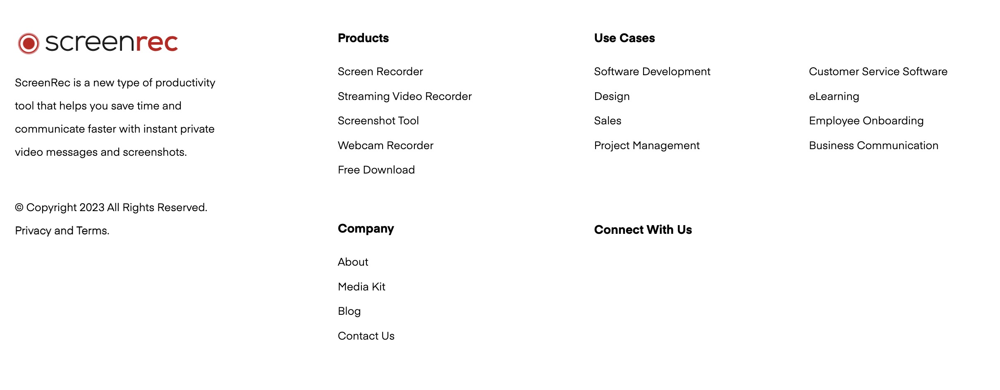 screenrec
ScreenRec is a new type of productivity
tool that helps you save time and
communicate faster with instant private
video messages and screenshots.
© Copyright 2023 All Rights Reserved.
Privacy and Terms.
Products
Screen Recorder
Streaming Video Recorder
Screenshot Tool
Webcam Recorder
Free Download
Company
About
Media Kit
Blog
Contact Us
Use Cases
Software Development
Design
Sales
Project Management
Customer Service Software
eLearning
Employee Onboarding
Business Communication
Connect With Us